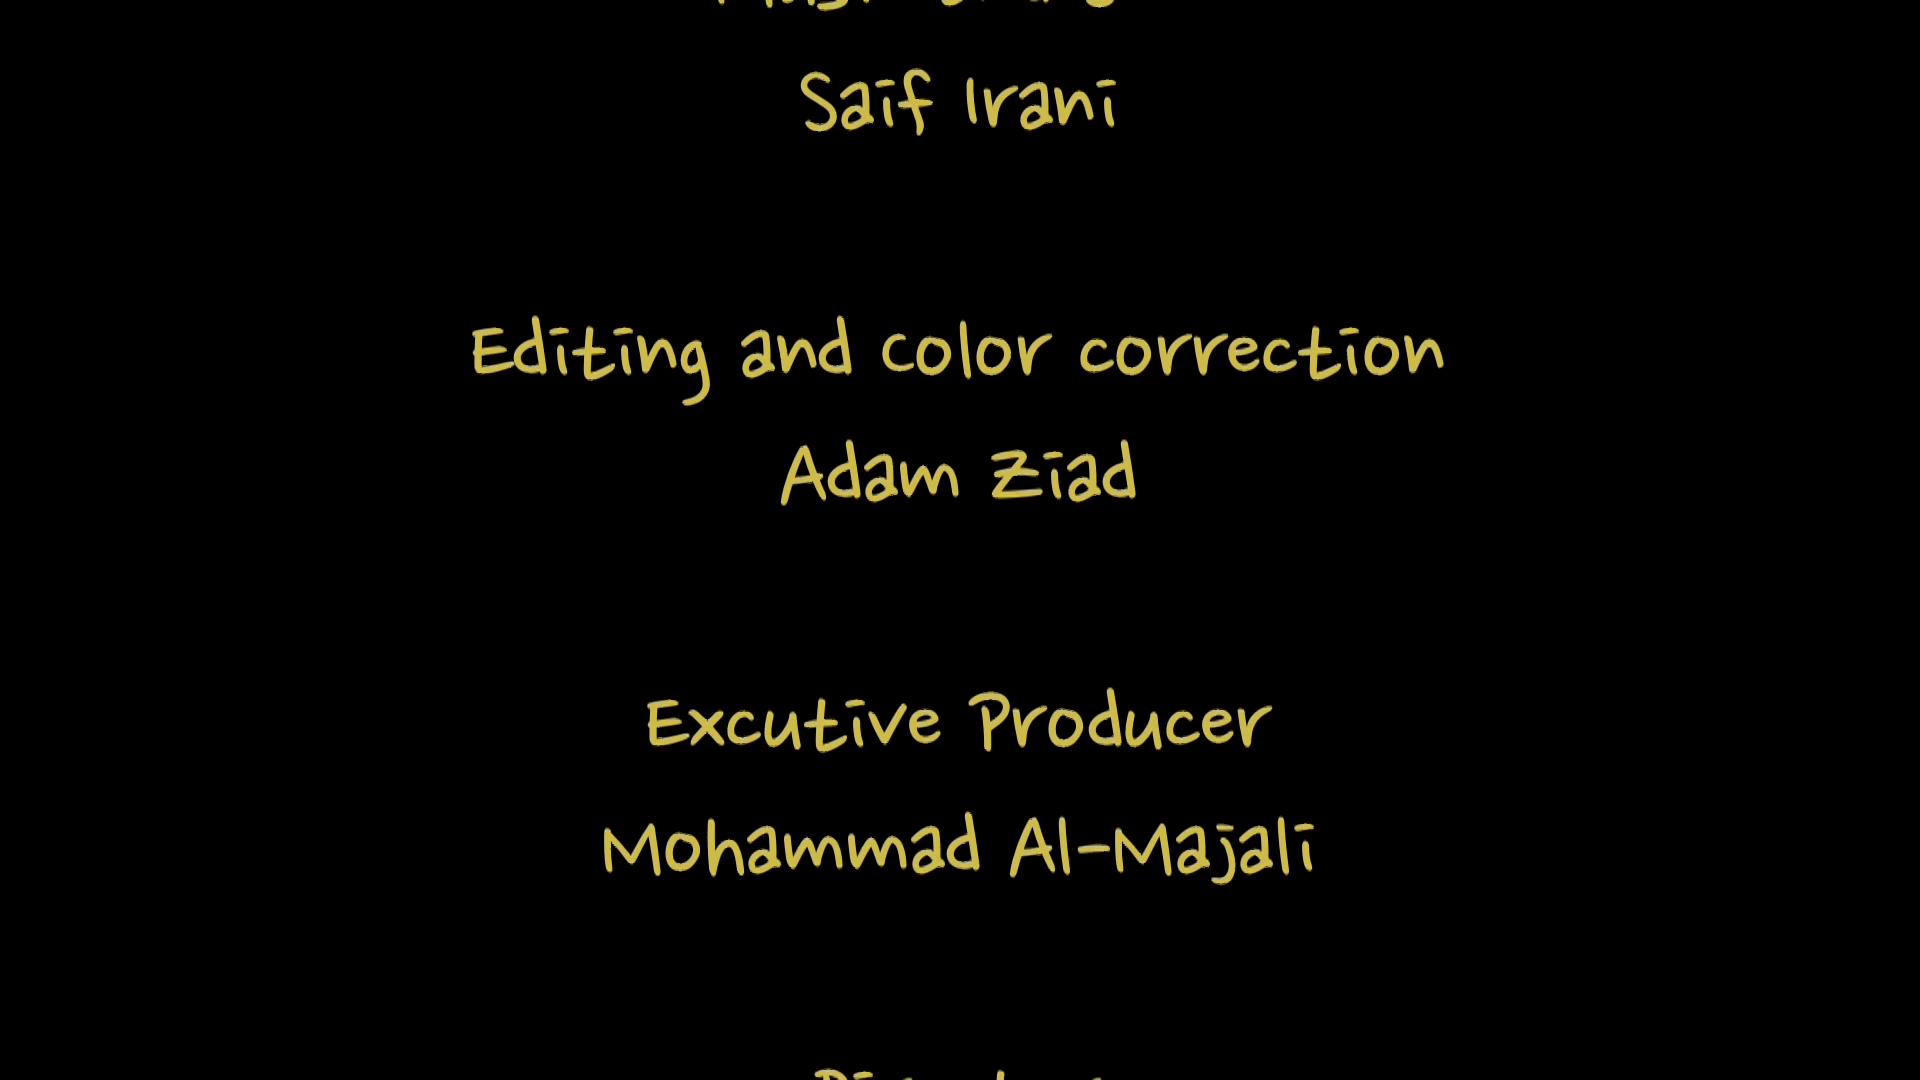 Saif Irani
Editing and color correction
Adam Ziad
Excutive Producer
Mohammad Al-Majali